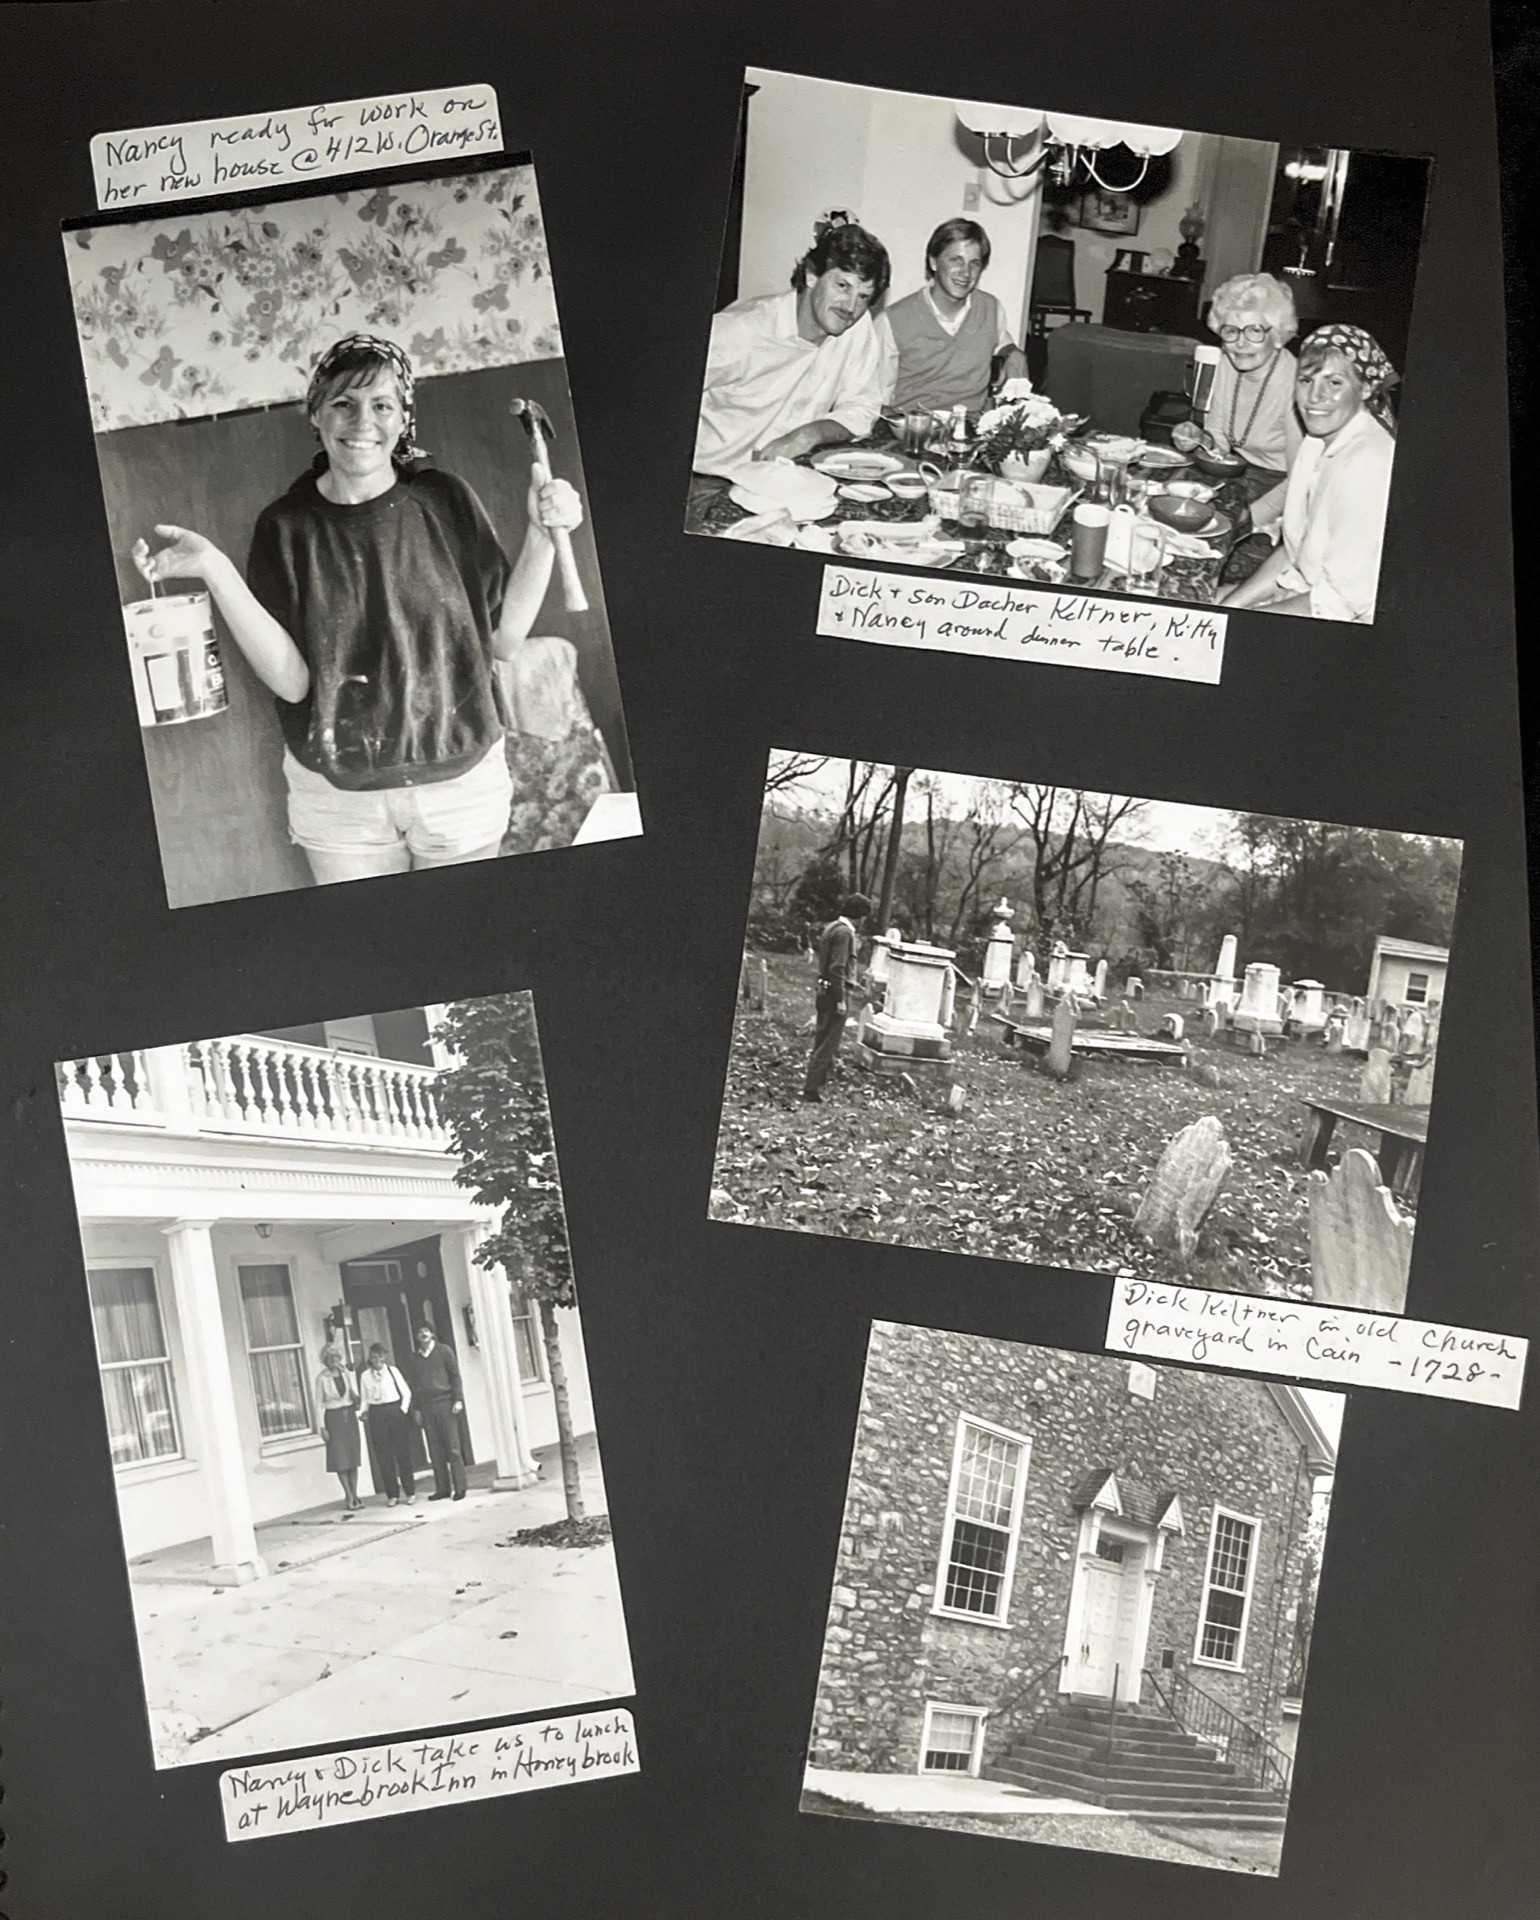 Nancy ready for work on
her new house @ 412 W. Orange St.
Dick + son Dacher Keltner, Kitty
+ Nancy around dinner table.
Dick Keltner in old church
graveyard in Cain -1728-
Nancy + Dick take us to lunch
at Waynebrook Inn in Honeybrook